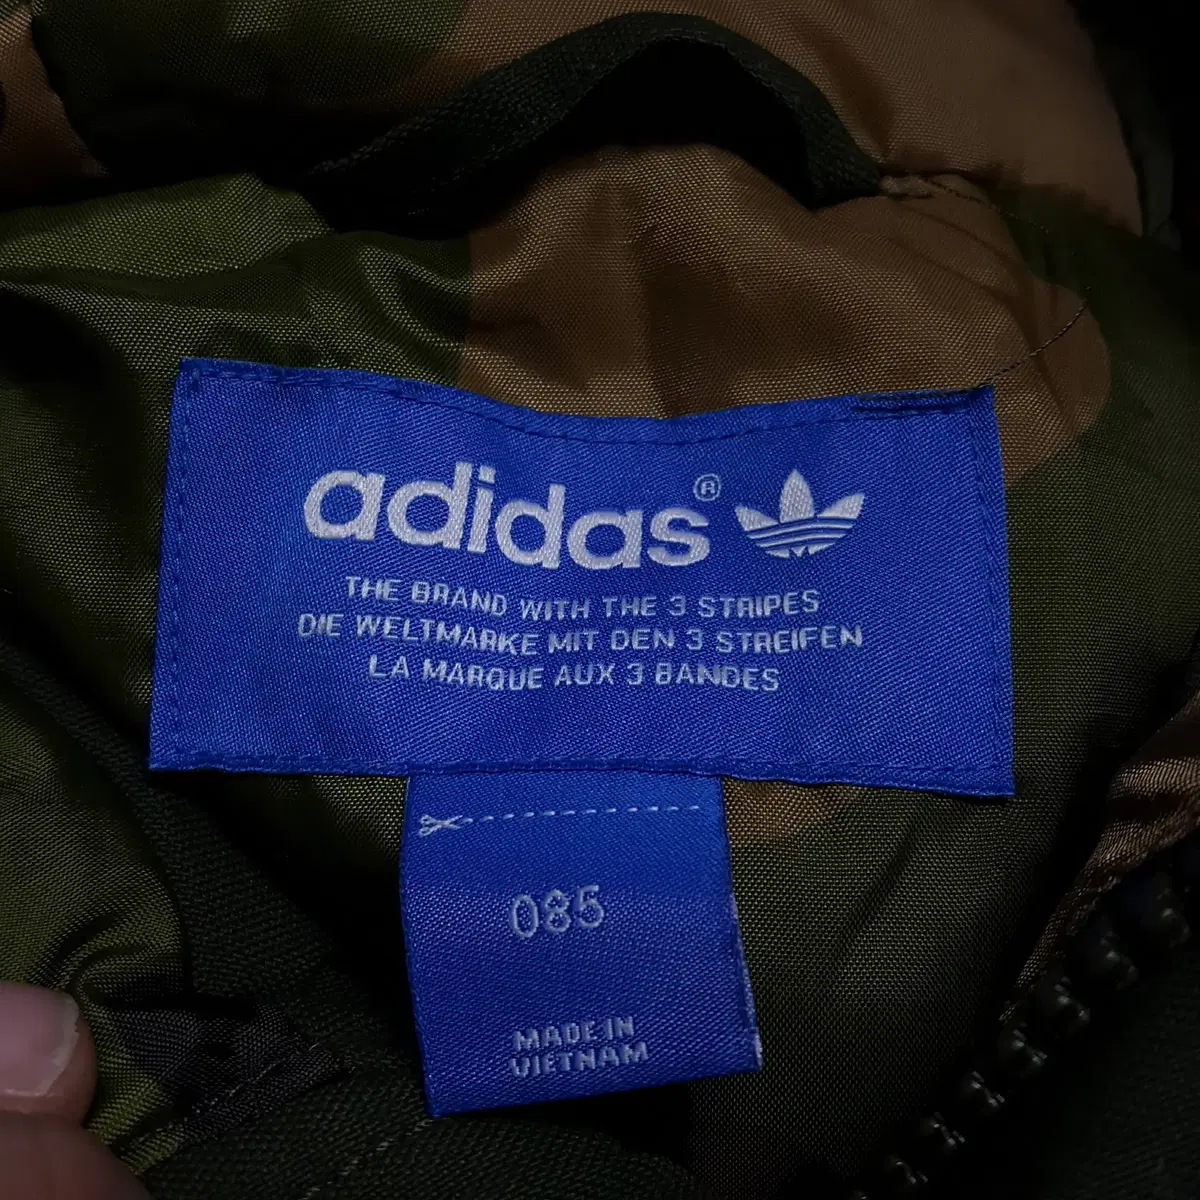 adidas®
THE BRAND WITH THE 3 STRIPES
DIE WELTMARKE MIT DEN 3 STREIFEN
LA MARQUE AUX 3 BANDES
085
MADE IN
VIETNAM